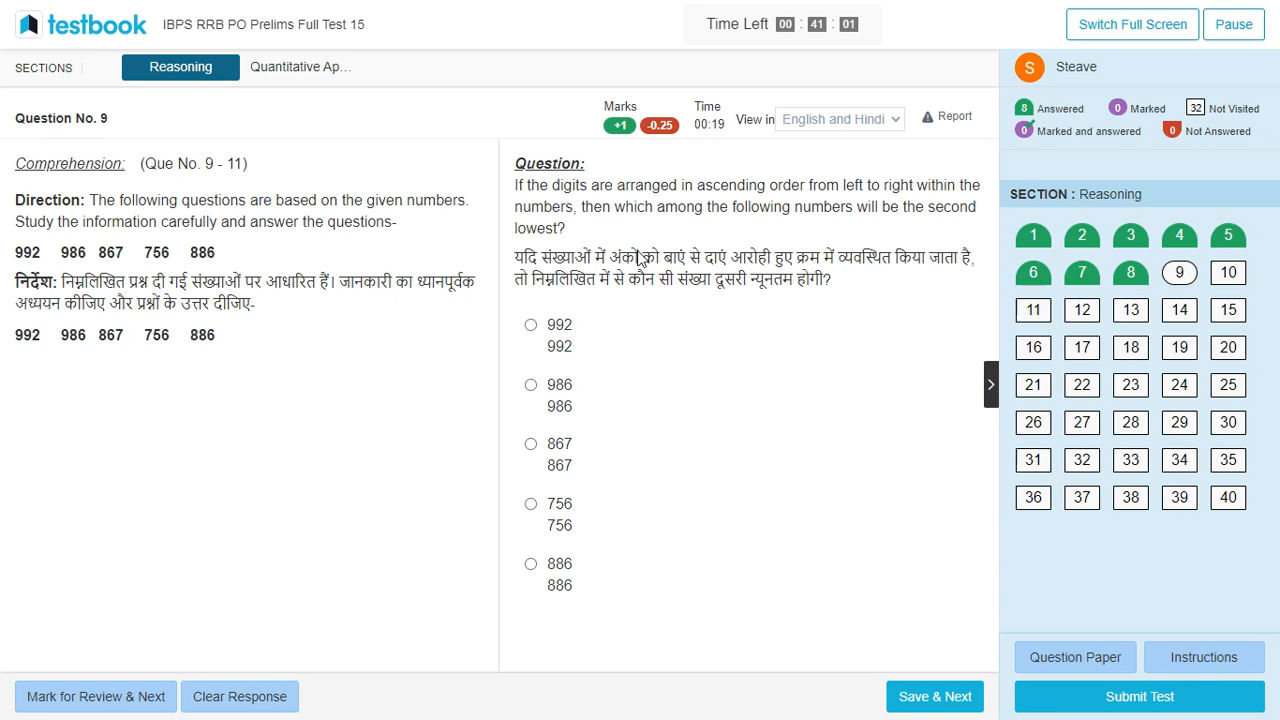 testbook
IBPS RRB PO Prelims Full Test 15
Time Left 00 : 41 : 01
Switch Full Screen
Pause
SECTIONS
Reasoning
Quantitative Ap...
S
Steave
8 Answered
0 Marked
32 Not Visited
0 Marked and answered
0 Not Answered
Question No. 9
Marks
+1 -0.25
Time
00:19
View in English and Hindi
Report
Comprehension: (Que No. 9 - 11)
Direction: The following questions are based on the given numbers.
Study the information carefully and answer the questions-
992 986 867 756 886
निर्देश: निम्नलिखित प्रश्न दी गई संख्याओं पर आधारित हैं। जानकारी का ध्यानपूर्वक
अध्ययन कीजिए और प्रश्नों के उत्तर दीजिए-
992 986 867 756 886
Question:
If the digits are arranged in ascending order from left to right within the
numbers, then which among the following numbers will be the second
lowest?
यदि संख्याओं में अंकों को बाएं से दाएं आरोही हुए क्रम में व्यवस्थित किया जाता है,
तो निम्नलिखित में से कौन सी संख्या दूसरी न्यूनतम होगी?
992
992
986
986
867
867
756
756
886
886
SECTION : Reasoning
1 2 3 4 5
6 7 8 9 10
11 12 13 14 15
16 17 18 19 20
21 22 23 24 25
26 27 28 29 30
31 32 33 34 35
36 37 38 39 40
Mark for Review & Next
Clear Response
Save & Next
Question Paper
Instructions
Submit Test